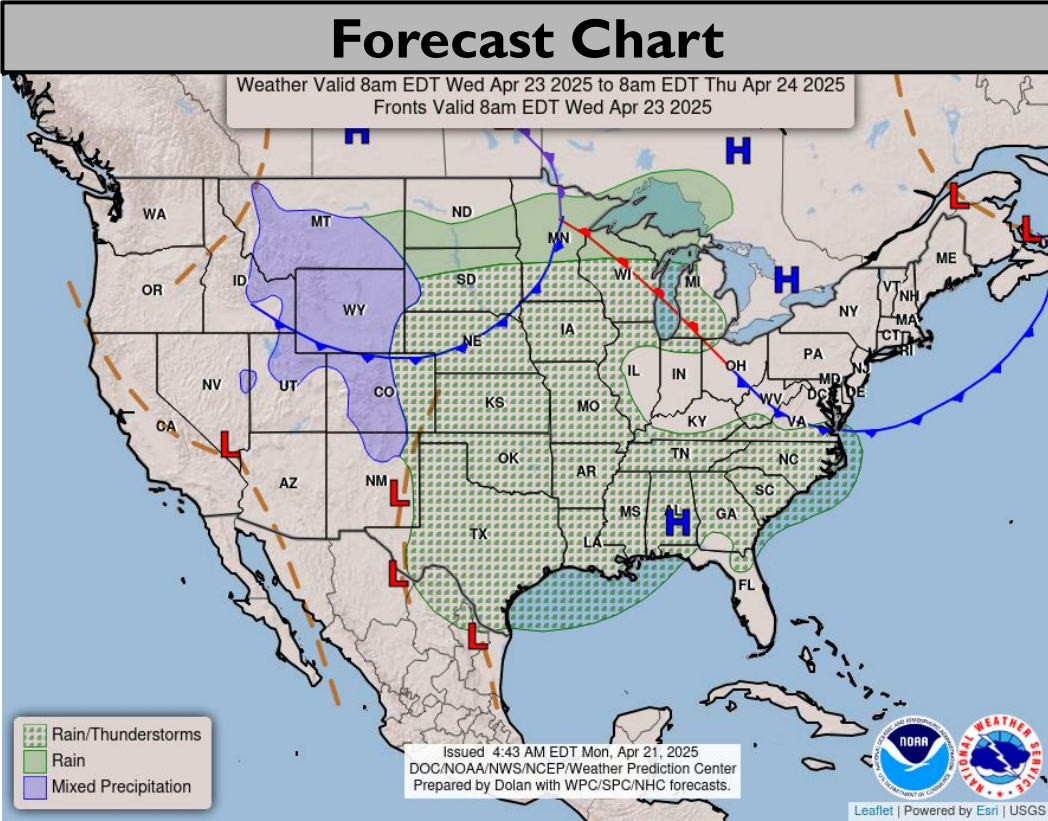 Forecast Chart
Weather Valid 8am EDT Wed Apr 23 2025 to 8am EDT Thu Apr 24 2025
Fronts Valid 8am EDT Wed Apr 23 2025
H
H
L
WA
MT
ND
MN
L
OR
ID
WY
SD
WI
MI
H
ME
VT
NH
NY
MA
NE
IA
CT
RI
NV
UT
CO
IL
IN
OH
PA
NJ
MD
DC
DE
CA
KS
MO
WV
VA
KY
L
AZ
NM
L
OK
AR
TN
NC
SC
TX
MS
AL
H
GA
LA
L
FL
L
Rain/Thunderstorms
Rain
Mixed Precipitation
Issued 4:43 AM EDT Mon, Apr 21, 2025
DOC/NOAA/NWS/NCEP/Weather Prediction Center
Prepared by Dolan with WPC/SPC/NHC forecasts.
NOAA
NATIONAL WEATHER SERVICE
Leaflet | Powered by Esri | USGS